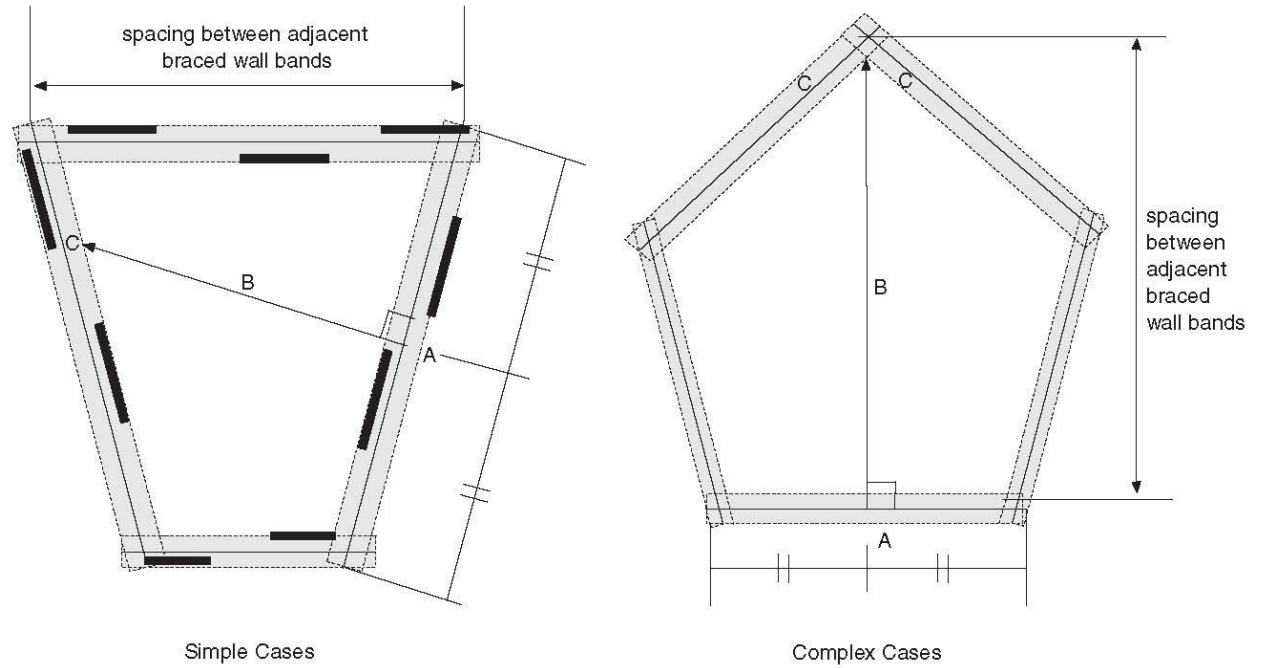 spacing between adjacent
braced wall bands
C
B
A
Simple Cases
C
C
B
spacing
between
adjacent
braced
wall bands
A
Complex Cases